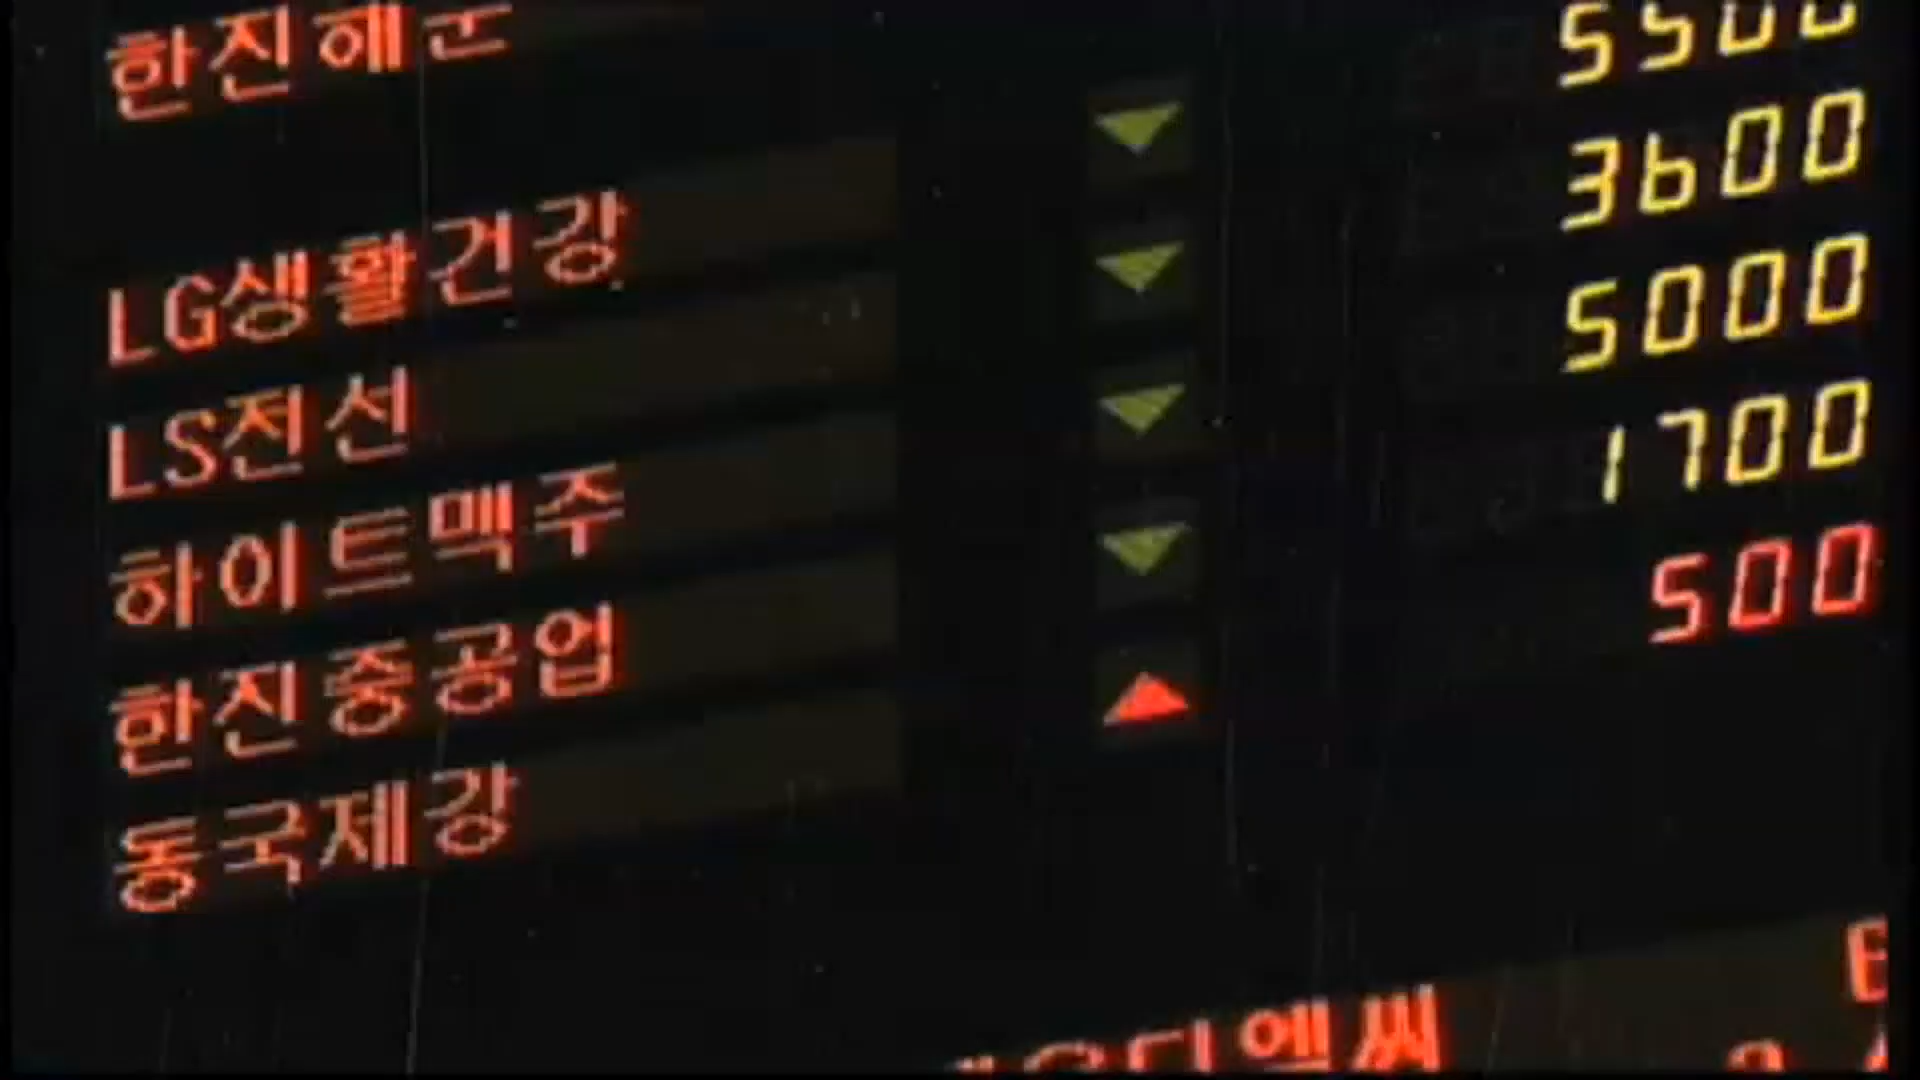 한진해운
LG생활건강 ▼ 5500
LS전선 ▼ 3600
하이트맥주 ▼ 5000
한진중공업 ▼ 1700
동국제강 ▲ 500